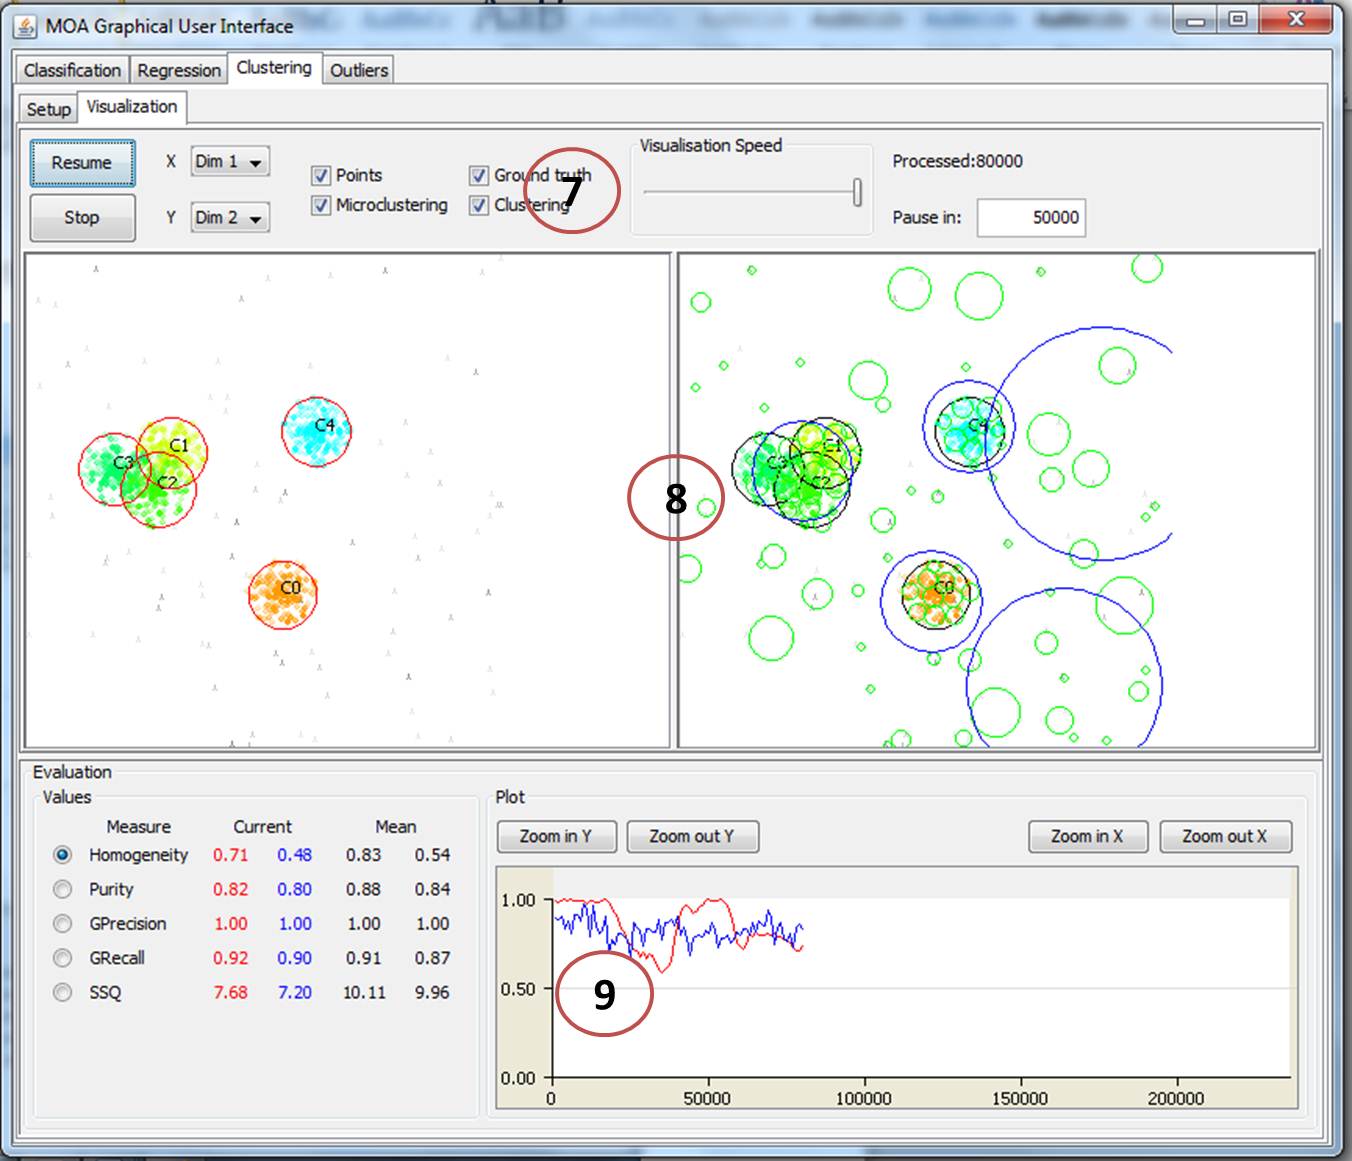 MOA Graphical User Interface
Classification Regression Clustering Outliers
Setup Visualization
Resume X Dim 1 Points Ground truth Visualisation Speed Processed:80000
7
Stop Y Dim 2 Microclustering Clustering Pause in: 50000
C4 C1 C3 C2 C0
8
C4 C1 C3 C2 C0
Evaluation
Values
Measure Current Mean
Homogeneity 0.71 0.48 0.83 0.54
Purity 0.82 0.80 0.88 0.84
GPrecision 1.00 1.00 1.00 1.00
GRecall 0.92 0.90 0.91 0.87
SSQ 7.68 7.20 10.11 9.96
Plot
Zoom in Y Zoom out Y Zoom in X Zoom out X
1.00
0.50
9
0.00
0 50000 100000 150000 200000